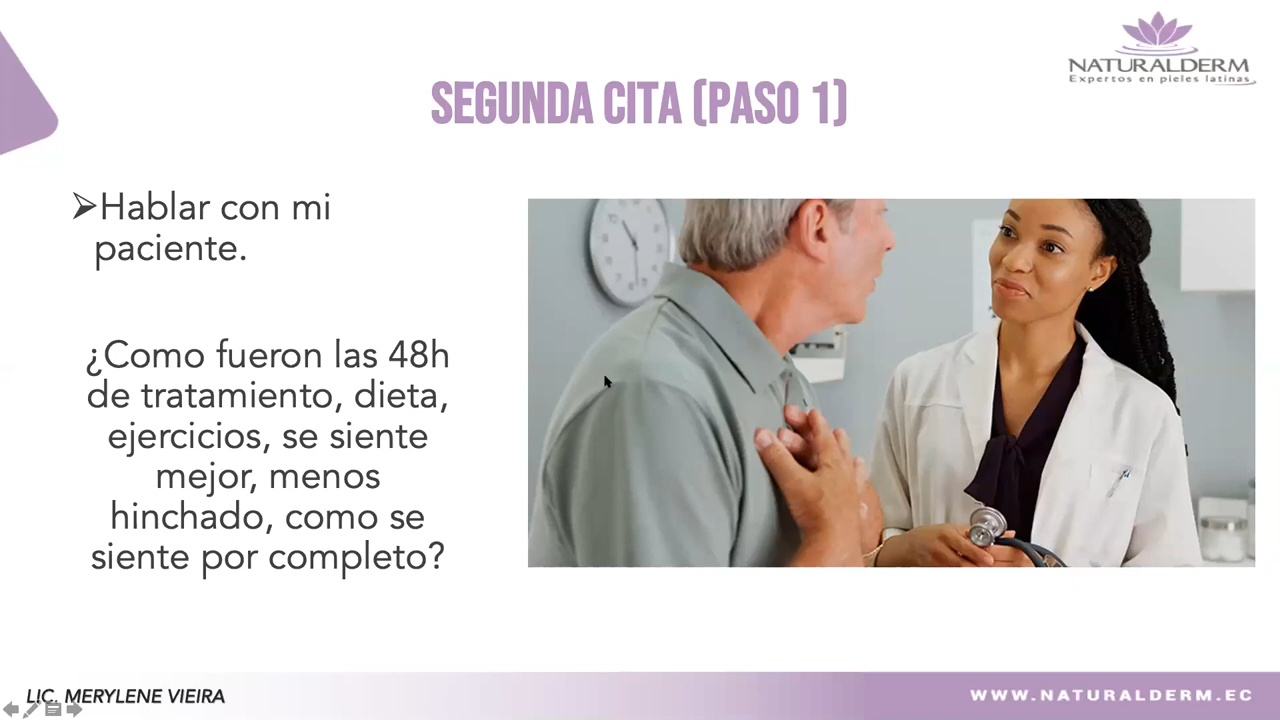 NATURALDERM
Expertos en pieles latinas
SEGUNDA CITA (PASO 1)
➢Hablar con mi
paciente.
¿Como fueron las 48h
de tratamiento, dieta,
ejercicios, se siente
mejor, menos
hinchado, como se
siente por completo?
LIC. MERYLENE VIEIRA
WWW.NATURALDERM.EC